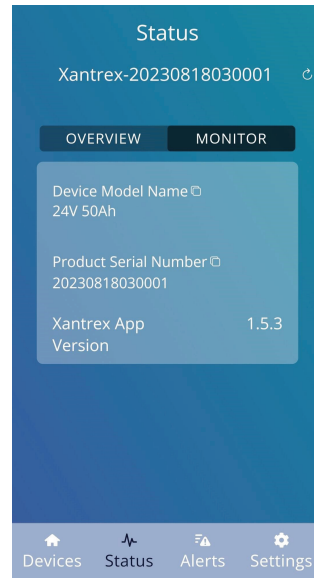 Status
Xantrex-20230818030001
OVERVIEW MONITOR
Device Model Name
24V 50Ah
Product Serial Number
20230818030001
Xantrex App 1.5.3
Version
Devices Status Alerts Settings